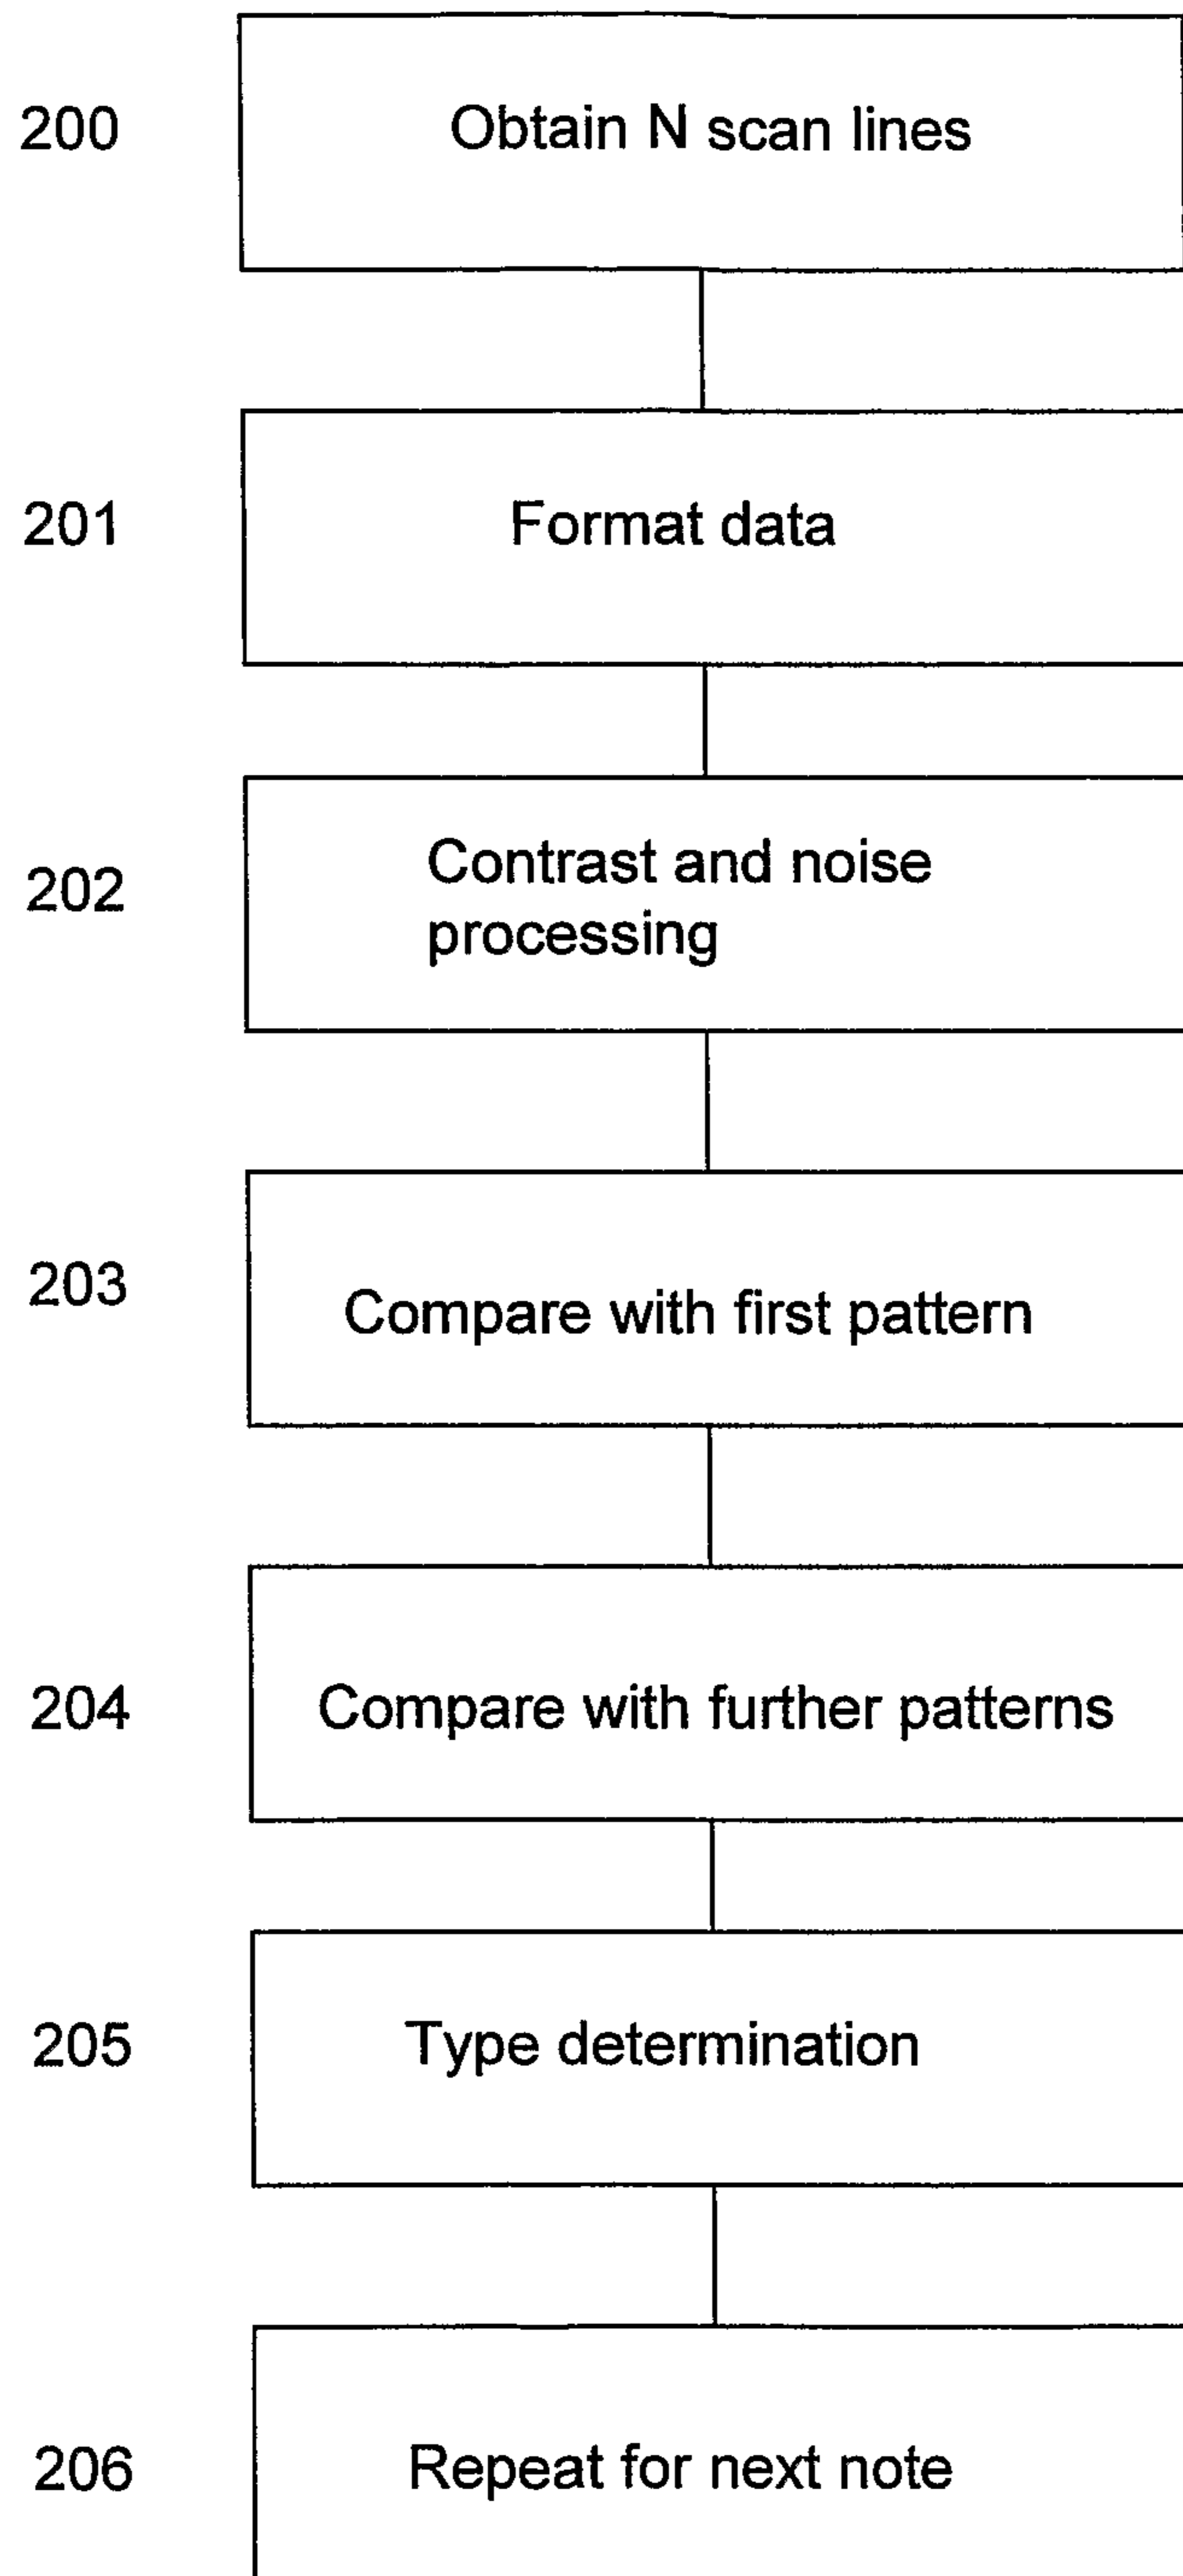 200 Obtain N scan lines
201 Format data
202 Contrast and noise
processing
203 Compare with first pattern
204 Compare with further patterns
205 Type determination
206 Repeat for next note